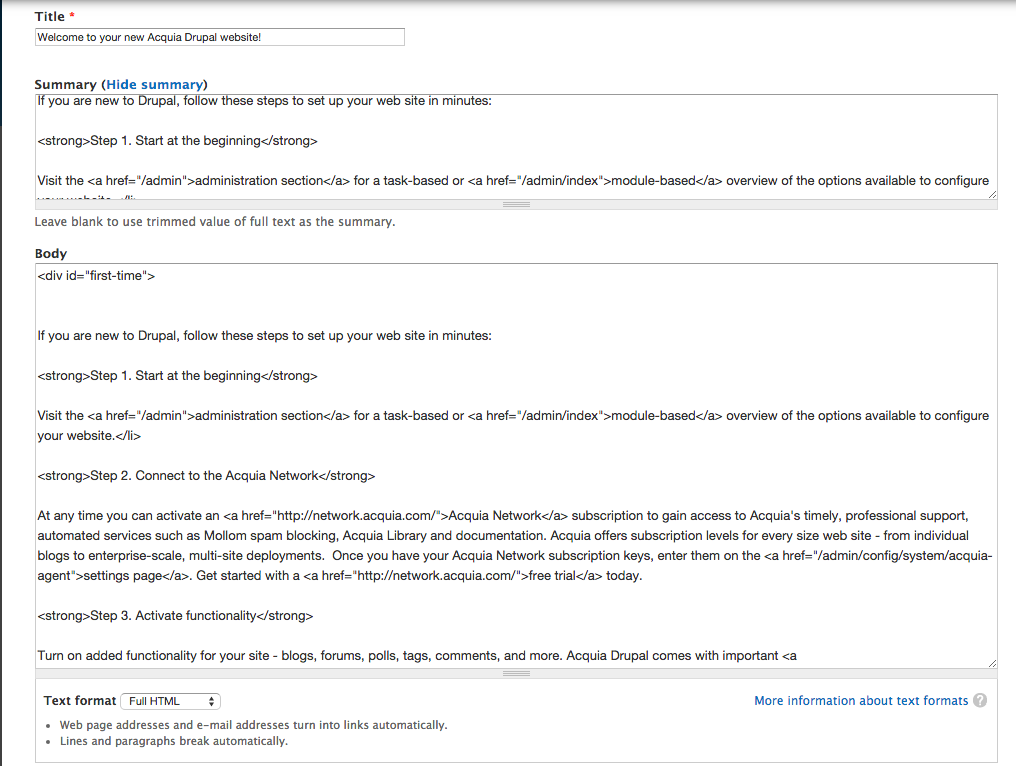 Title *
Welcome to your new Acquia Drupal website!
Summary (Hide summary)
If you are new to Drupal, follow these steps to set up your web site in minutes:
<strong>Step 1. Start at the beginning</strong>
Visit the <a href="/admin">administration section</a> for a task-based or <a href="/admin/index">module-based</a> overview of the options available to configure
your website.</li>
Leave blank to use trimmed value of full text as the summary.
Body
<div id="first-time">
If you are new to Drupal, follow these steps to set up your web site in minutes:
<strong>Step 1. Start at the beginning</strong>
Visit the <a href="/admin">administration section</a> for a task-based or <a href="/admin/index">module-based</a> overview of the options available to configure
your website.</li>
<strong>Step 2. Connect to the Acquia Network</strong>
At any time you can activate an <a href="http://network.acquia.com/">Acquia Network</a> subscription to gain access to Acquia's timely, professional support,
automated services such as Mollom spam blocking, Acquia Library and documentation. Acquia offers subscription levels for every size web site - from individual
blogs to enterprise-scale, multi-site deployments.  Once you have your Acquia Network subscription keys, enter them on the <a href="/admin/config/system/acquia-
agent">settings page</a>. Get started with a <a href="http://network.acquia.com/">free trial</a> today.
<strong>Step 3. Activate functionality</strong>
Turn on added functionality for your site - blogs, forums, polls, tags, comments, and more. Acquia Drupal comes with important <a
Text format Full HTML More information about text formats ?
• Web page addresses and e-mail addresses turn into links automatically.
• Lines and paragraphs break automatically.